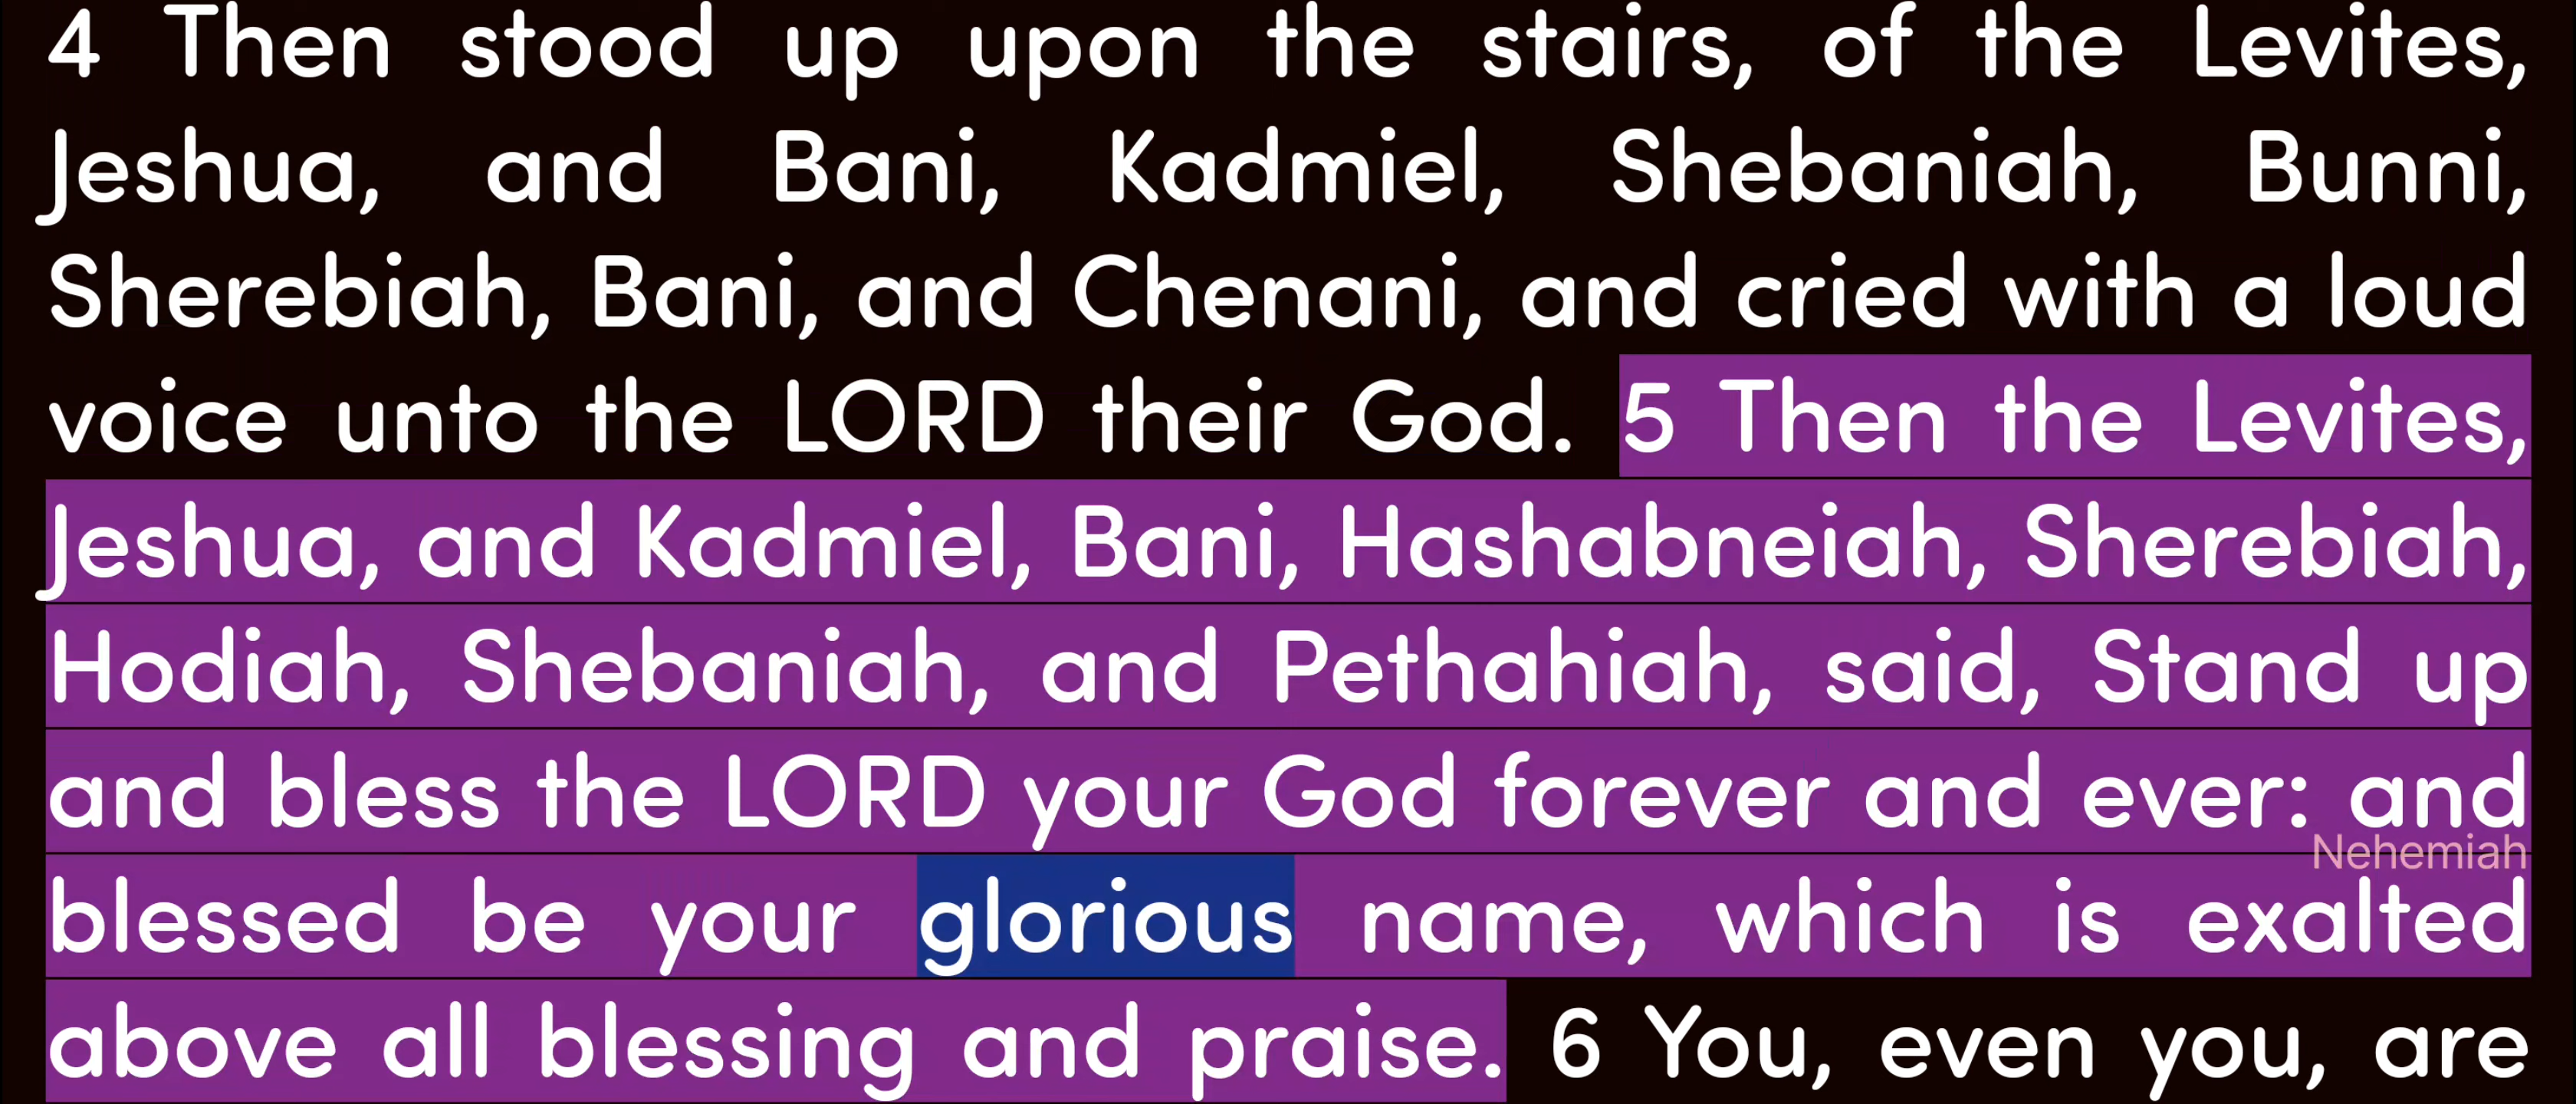 4 Then stood up upon the stairs, of the Levites,
Jeshua, and Bani, Kadmiel, Shebaniah, Bunni,
Sherebiah, Bani, and Chenani, and cried with a loud
voice unto the LORD their God. 5 Then the Levites,
Jeshua, and Kadmiel, Bani, Hashabneiah, Sherebiah,
Hodiah, Shebaniah, and Pethahiah, said, Stand up
and bless the LORD your God forever and ever: and
Nehemiah
blessed be your glorious name, which is exalted
above all blessing and praise. 6 You, even you, are